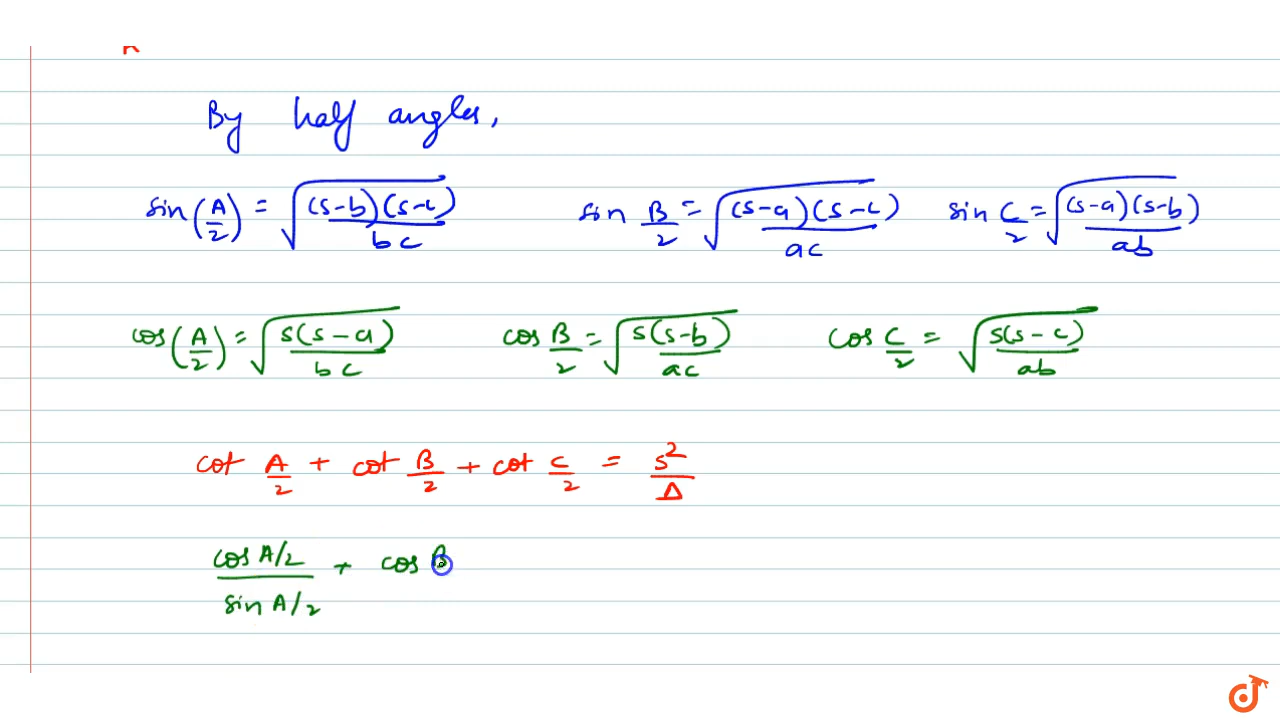 By half angles,
sin(A/2) = √((s-b)(s-c)/bc) sin B/2 = √((s-a)(s-c)/ac) sin C/2 = √((s-a)(s-b)/ab)
cos(A/2) = √(s(s-a)/bc) cos B/2 = √(s(s-b)/ac) cos C/2 = √(s(s-c)/ab)
cot A/2 + cot B/2 + cot C/2 = s²/Δ
cos A/2 / sin A/2 + cos B